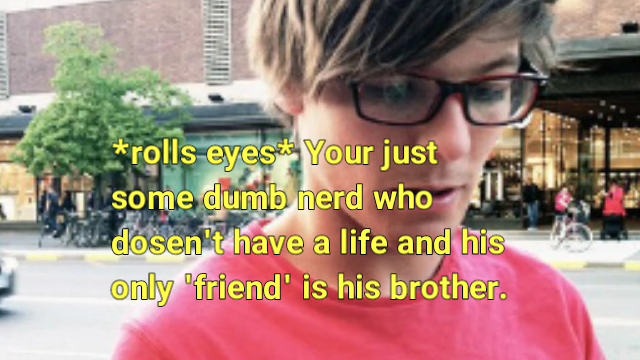 *rolls eyes* Your just
some dumb nerd who
dosen't have a life and his
only 'friend' is his brother.